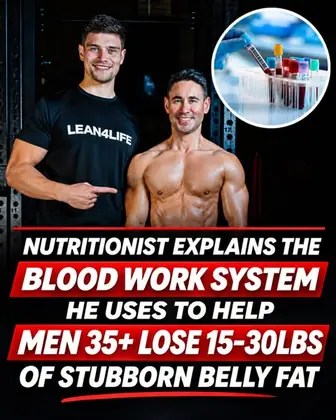 LEAN4LIFE
NUTRITIONIST EXPLAINS THE
BLOOD WORK SYSTEM
HE USES TO HELP
MEN 35+ LOSE 15-30LBS
OF STUBBORN BELLY FAT